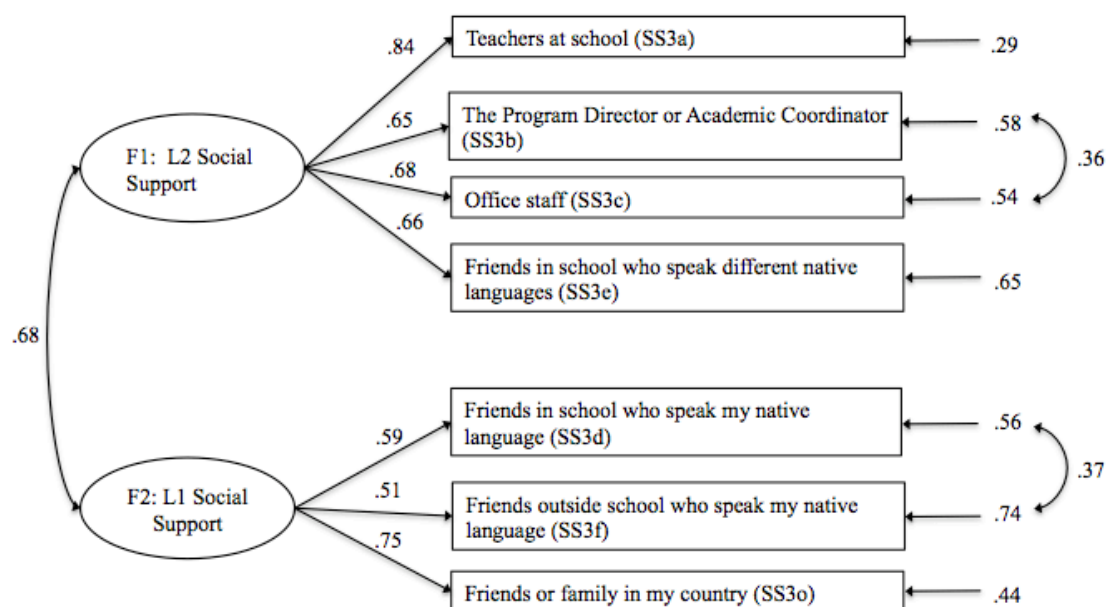 Teachers at school (SS3a)
.84
.29
The Program Director or Academic Coordinator
(SS3b)
.65
.58
.36
F1:  L2 Social
Support
.68
Office staff (SS3c)
.54
.66
Friends in school who speak different native
languages (SS3e)
.65
.68
Friends in school who speak my native
language (SS3d)
.59
.56
.37
F2: L1 Social
Support
.51
Friends outside school who speak my native
language (SS3f)
.74
.75
Friends or family in my country (SS3o)
.44